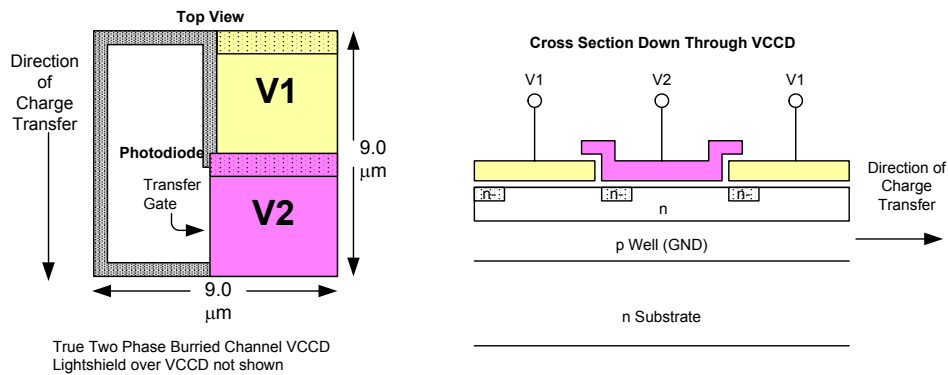 Top View
Direction
of
Charge
Transfer
V1
Photodiode
Transfer
Gate
V2
9.0
μm
9.0
μm
True Two Phase Burried Channel VCCD
Lightshield over VCCD not shown
Cross Section Down Through VCCD
V1 V2 V1
n- n- n-
n
p Well (GND)
n Substrate
Direction of
Charge
Transfer